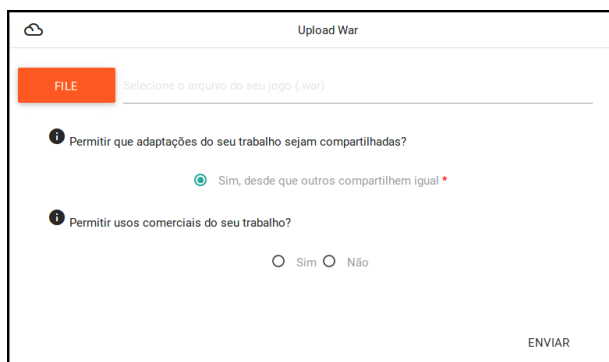 Upload War
FILE Selecione o arquivo do seu jogo (.war)
Permitir que adaptações do seu trabalho sejam compartilhadas?
Sim, desde que outros compartilhem igual *
Permitir usos comerciais do seu trabalho?
Sim Não
ENVIAR